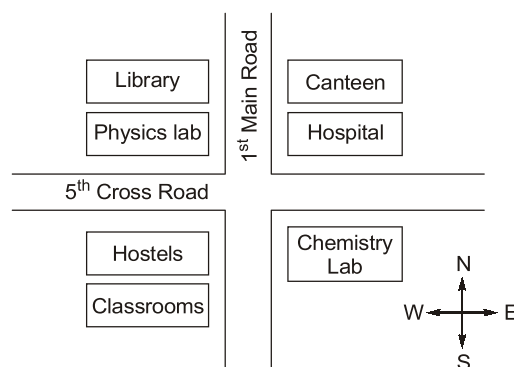 Library
Canteen
Physics lab
1st Main Road
Hospital
5th Cross Road
Hostels
Chemistry
Lab
Classrooms
N
W
E
S